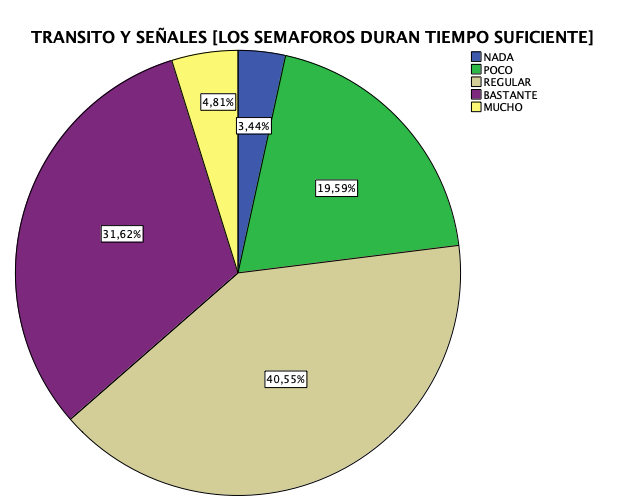 TRANSITO Y SEÑALES [LOS SEMAFOROS DURAN TIEMPO SUFICIENTE]
NADA
POCO
REGULAR
BASTANTE
MUCHO
4,81%
3,44%
19,59%
31,62%
40,55%